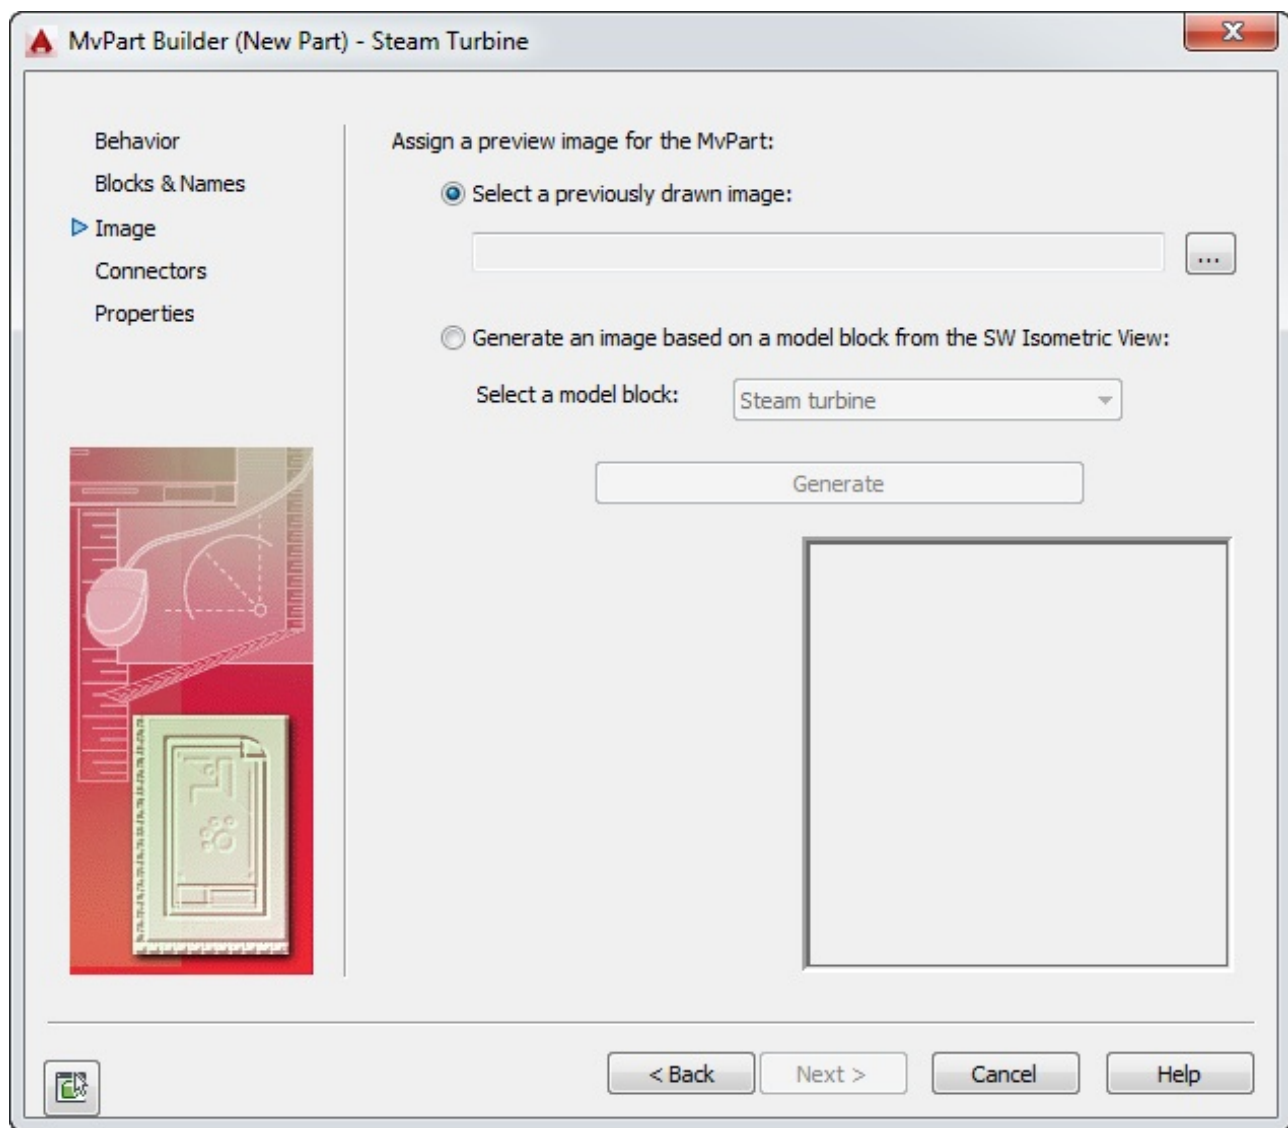 MvPart Builder (New Part) - Steam Turbine
Behavior
Blocks & Names
Image
Connectors
Properties
Assign a preview image for the MvPart:
Select a previously drawn image:
...
Generate an image based on a model block from the SW Isometric View:
Select a model block:
Steam turbine
Generate
< Back
Next >
Cancel
Help